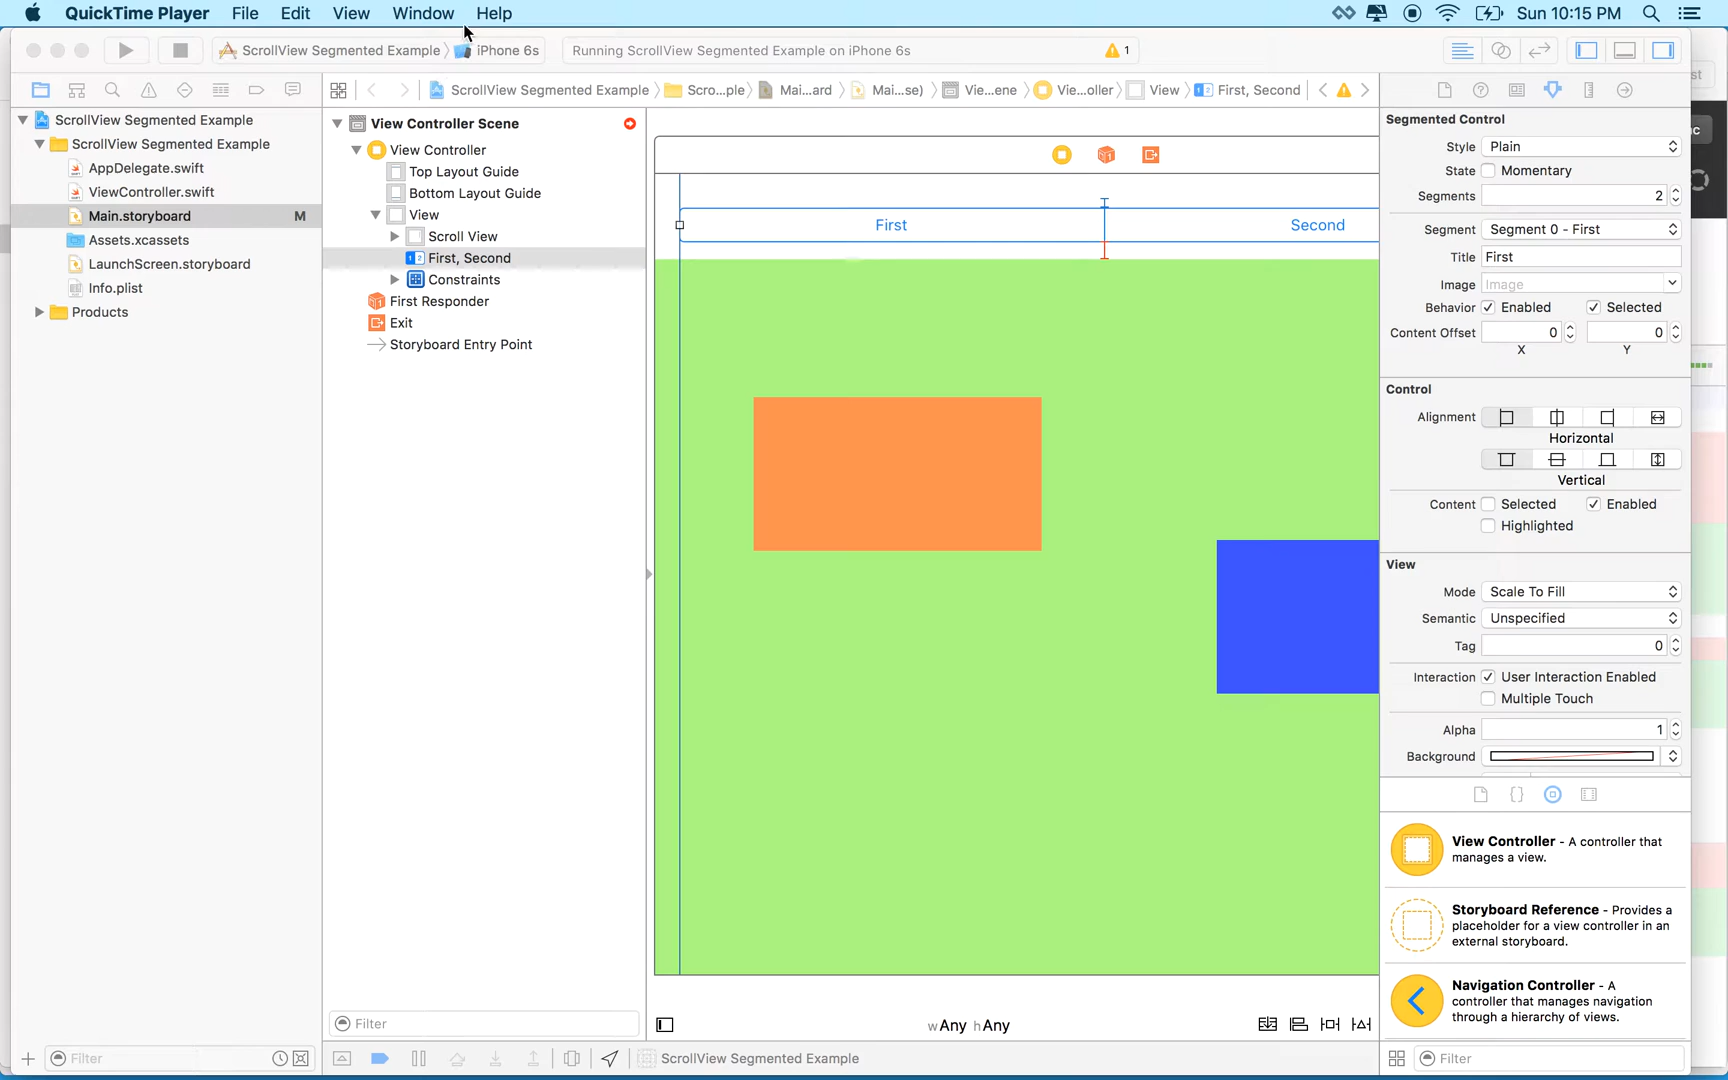 QuickTime Player File Edit View Window Help Sun 10:15 PM
ScrollView Segmented Example iPhone 6s Running ScrollView Segmented Example on iPhone 6s 1
ScrollView Segmented Example Scro...ple Mai...ard Mai...se) Vie...ene Vie...oller View First, Second
ScrollView Segmented Example
ScrollView Segmented Example
AppDelegate.swift
ViewController.swift
Main.storyboard M
Assets.xcassets
LaunchScreen.storyboard
Info.plist
Products
Filter
View Controller Scene
View Controller
Top Layout Guide
Bottom Layout Guide
View
Scroll View
First, Second
Constraints
First Responder
Exit
Storyboard Entry Point
Filter
First Second
wAny hAny
ScrollView Segmented Example
Segmented Control
Style Plain
State Momentary
Segments 2
Segment Segment 0 - First
Title First
Image Image
Behavior Enabled Selected
Content Offset 0 0
X Y
Control
Alignment
Horizontal
Vertical
Content Selected Enabled
Highlighted
View
Mode Scale To Fill
Semantic Unspecified
Tag 0
Interaction User Interaction Enabled
Multiple Touch
Alpha 1
Background
View Controller - A controller that
manages a view.
Storyboard Reference - Provides a
placeholder for a view controller in an
external storyboard.
Navigation Controller - A
controller that manages navigation
through a hierarchy of views.
Filter